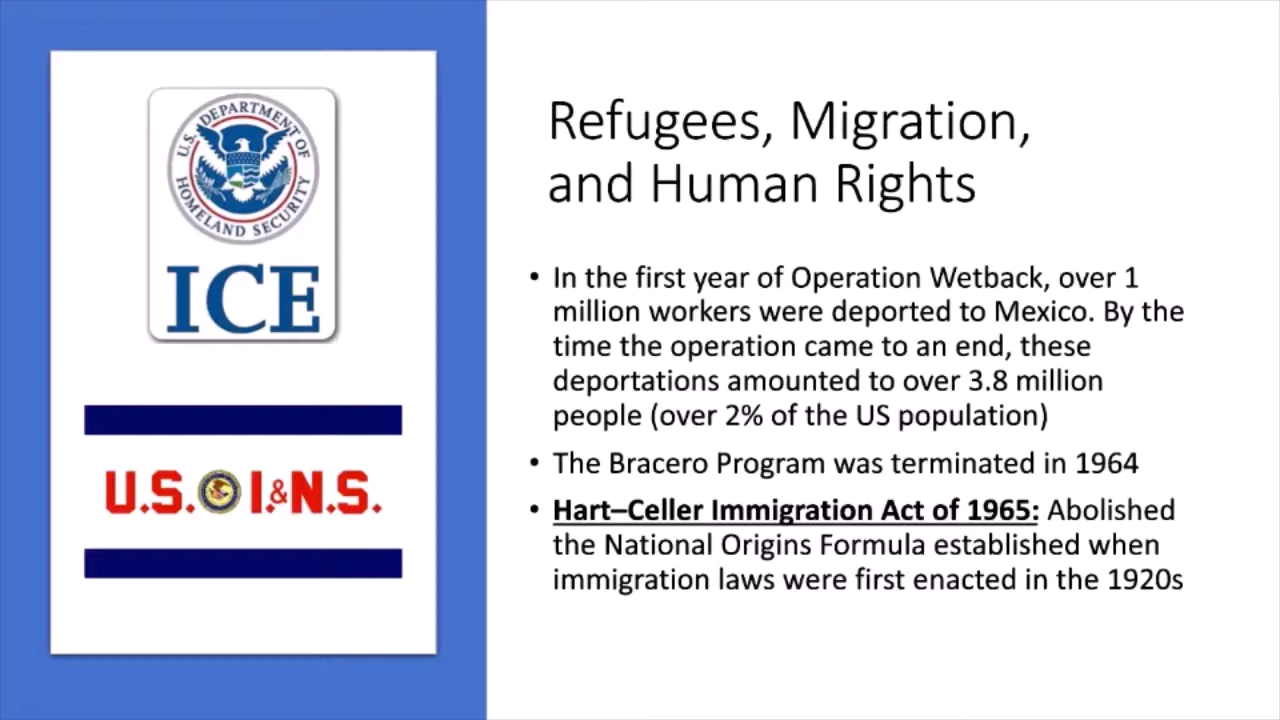 U.S. DEPARTMENT OF
HOMELAND SECURITY
ICE
U.S. I.&N.S.
Refugees, Migration,
and Human Rights
• In the first year of Operation Wetback, over 1
million workers were deported to Mexico. By the
time the operation came to an end, these
deportations amounted to over 3.8 million
people (over 2% of the US population)
• The Bracero Program was terminated in 1964
• Hart–Celler Immigration Act of 1965: Abolished
the National Origins Formula established when
immigration laws were first enacted in the 1920s